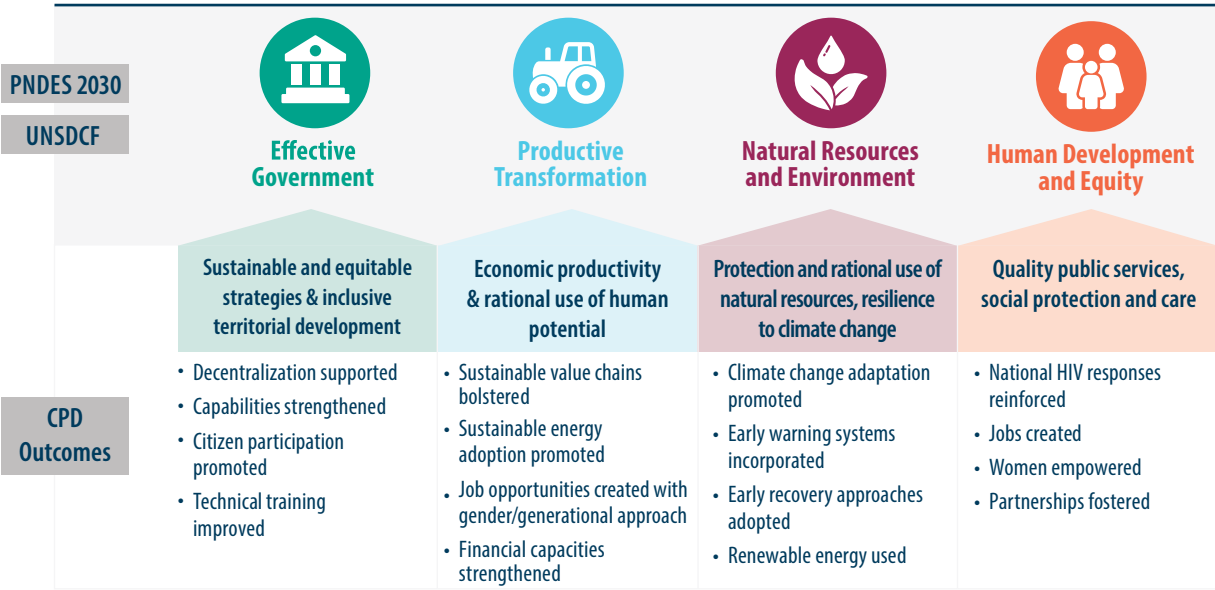 PNDES 2030
UNSDCF
Effective
Government
Productive
Transformation
Natural Resources
and Environment
Human Development
and Equity
Sustainable and equitable
strategies & inclusive
territorial development
Economic productivity
& rational use of human
potential
Protection and rational use of
natural resources, resilience
to climate change
Quality public services,
social protection and care
CPD
Outcomes
• Decentralization supported
• Capabilities strengthened
• Citizen participation
promoted
• Technical training
improved
• Sustainable value chains
bolstered
• Sustainable energy
adoption promoted
• Job opportunities created with
gender/generational approach
• Financial capacities
strengthened
• Climate change adaptation
promoted
• Early warning systems
incorporated
• Early recovery approaches
adopted
• Renewable energy used
• National HIV responses
reinforced
• Jobs created
• Women empowered
• Partnerships fostered